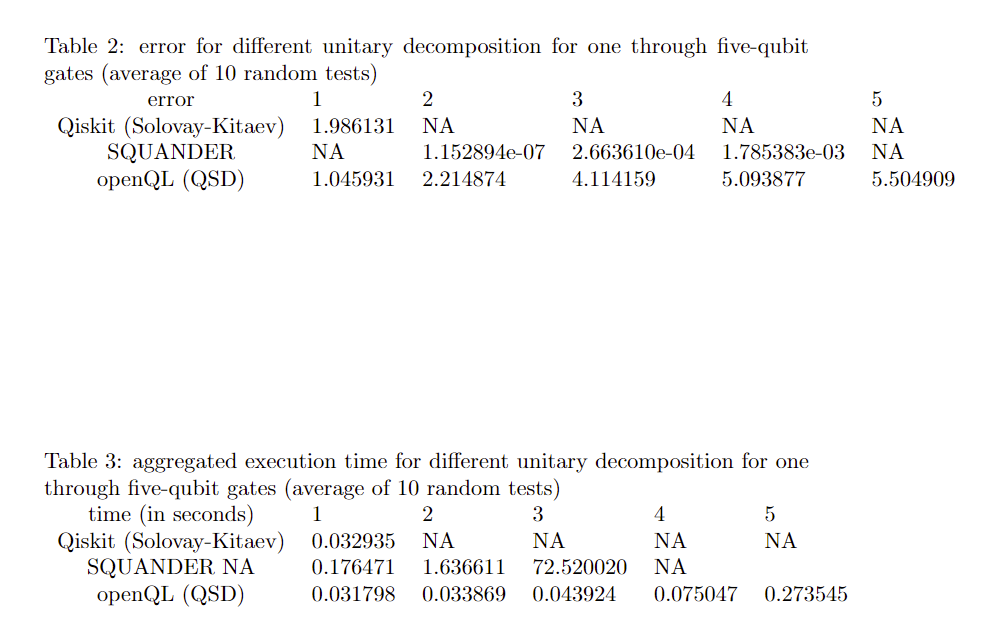 Table 2: error for different unitary decomposition for one through five-qubit
gates (average of 10 random tests)
error 1 2 3 4 5
Qiskit (Solovay-Kitaev) 1.986131 NA NA NA NA
SQUANDER NA 1.152894e-07 2.663610e-04 1.785383e-03 NA
openQL (QSD) 1.045931 2.214874 4.114159 5.093877 5.504909
Table 3: aggregated execution time for different unitary decomposition for one
through five-qubit gates (average of 10 random tests)
time (in seconds) 1 2 3 4 5
Qiskit (Solovay-Kitaev) 0.032935 NA NA NA NA
SQUANDER NA 0.176471 1.636611 72.520020 NA
openQL (QSD) 0.031798 0.033869 0.043924 0.075047 0.273545